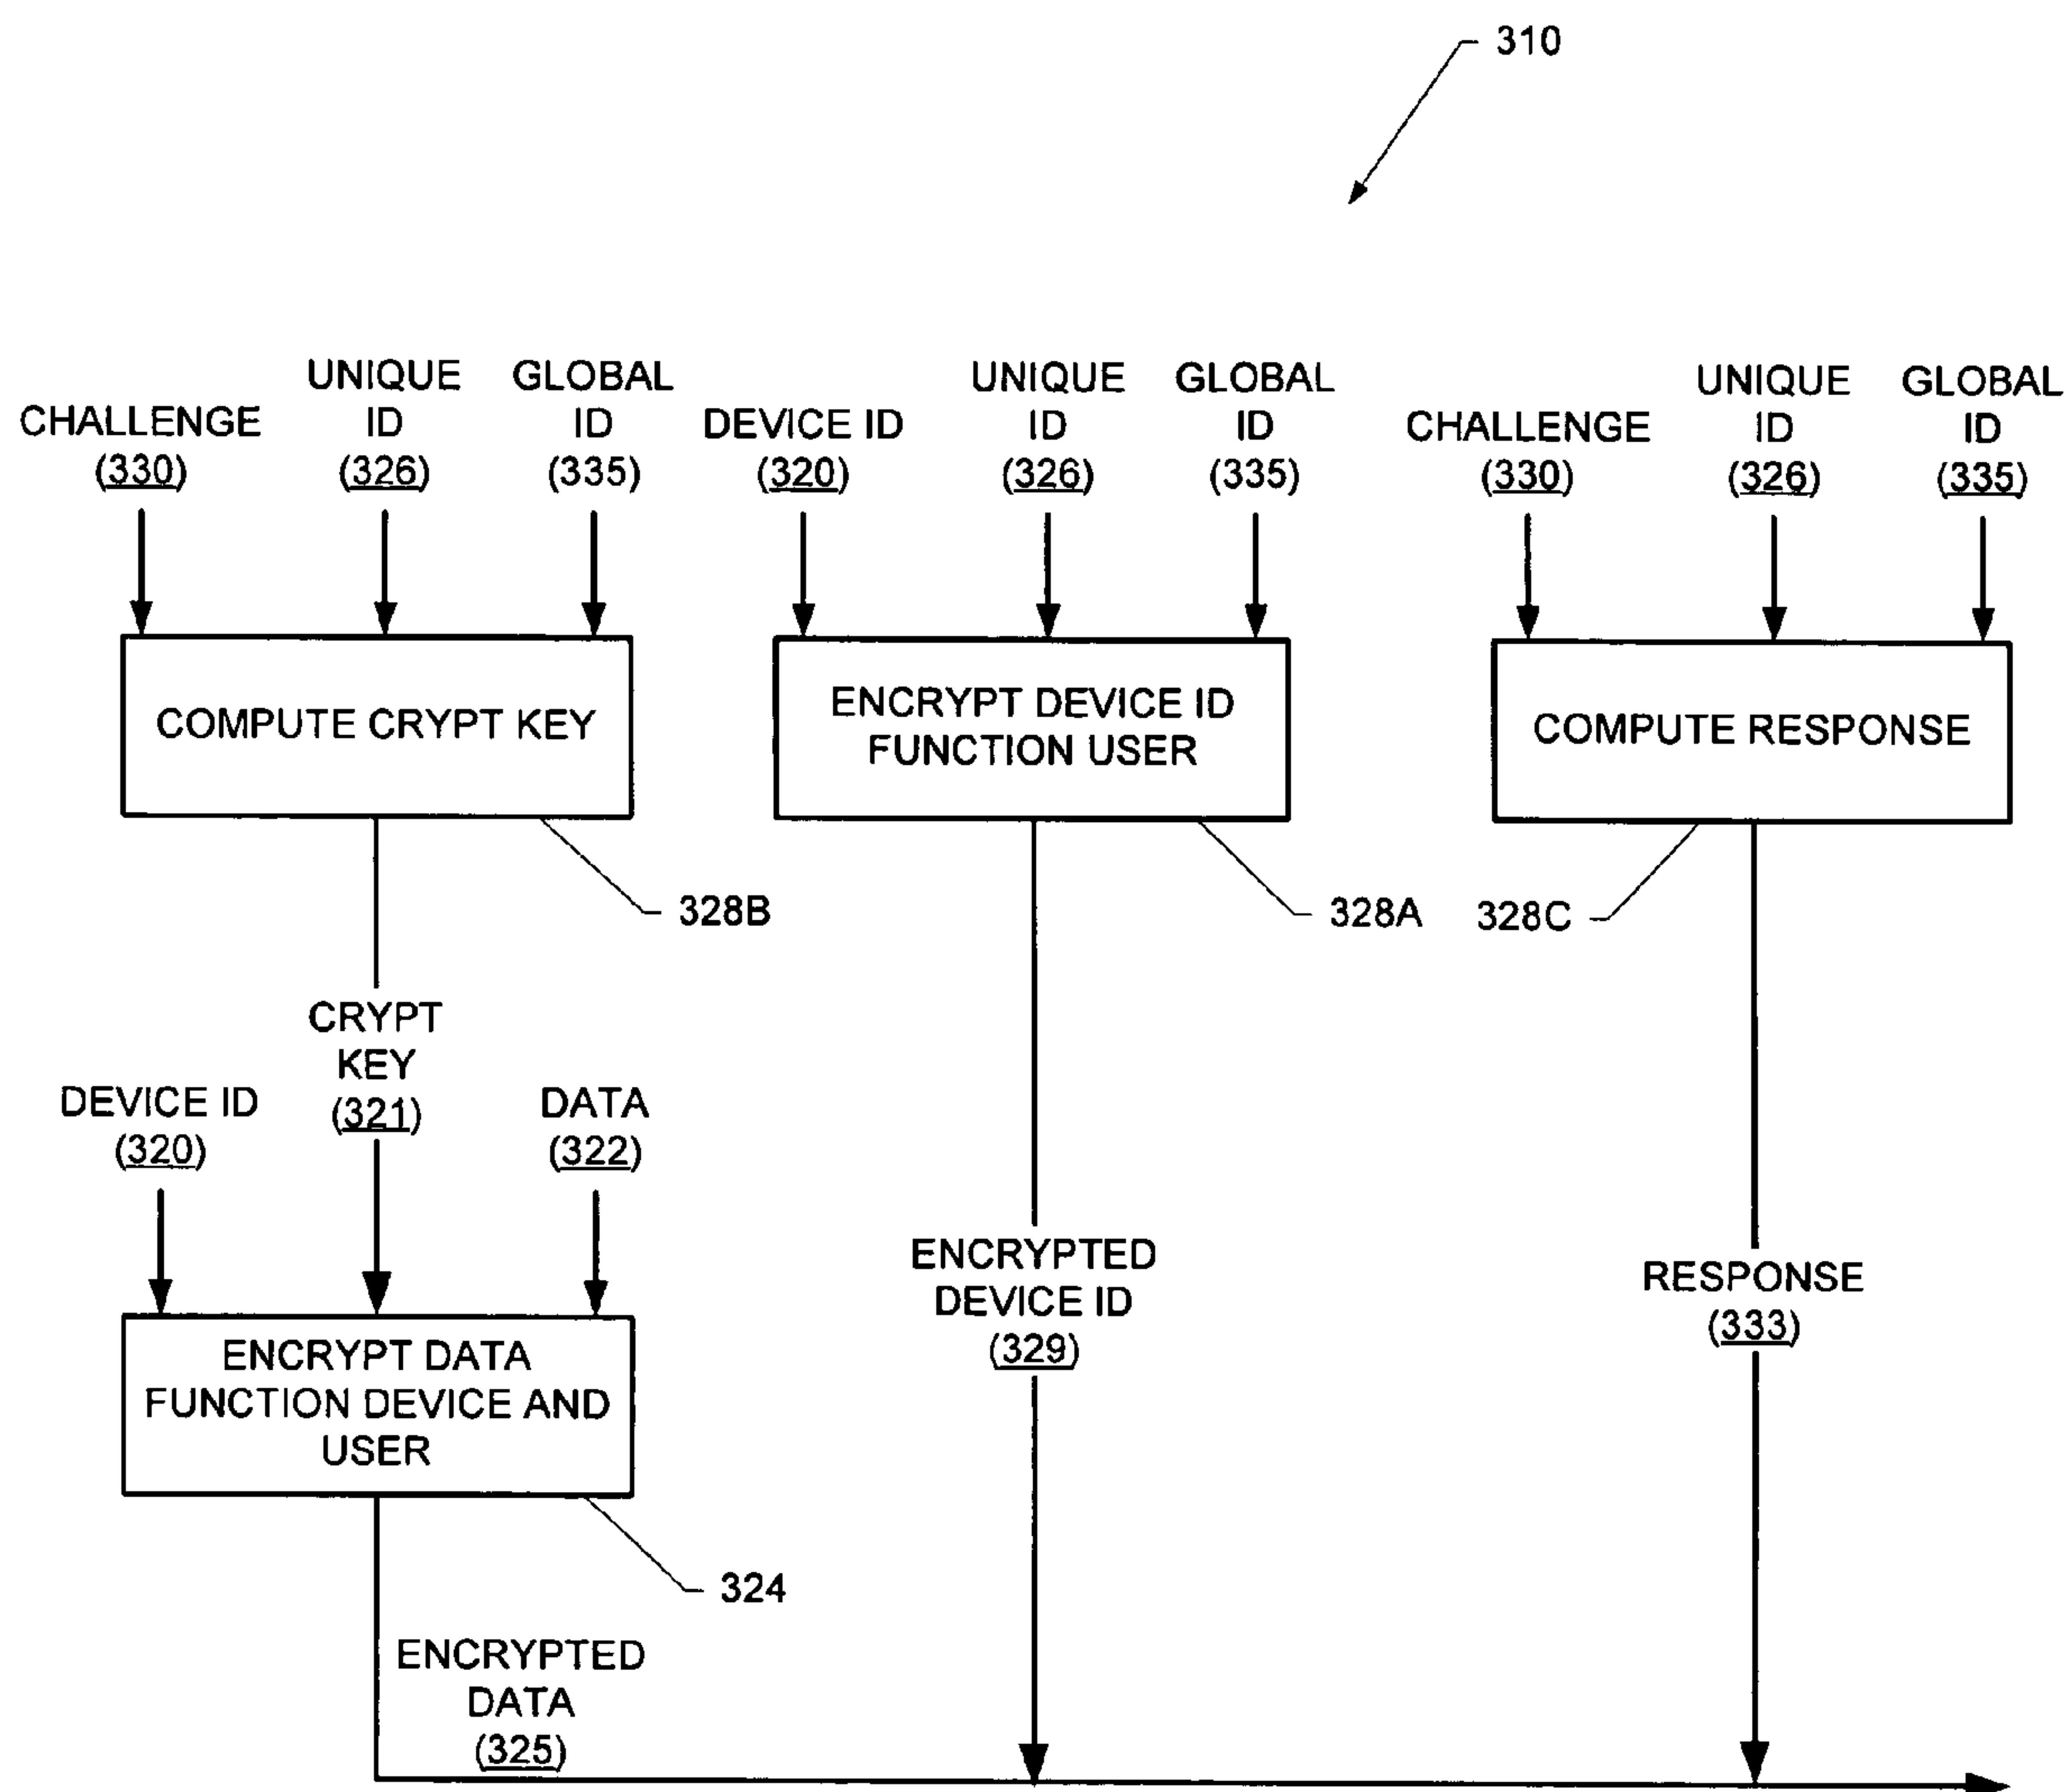 310
CHALLENGE
(330)
UNIQUE
ID
(326)
GLOBAL
ID
(335)
DEVICE ID
(320)
UNIQUE
ID
(326)
GLOBAL
ID
(335)
CHALLENGE
(330)
UNIQUE
ID
(326)
GLOBAL
ID
(335)
COMPUTE CRYPT KEY
328B
ENCRYPT DEVICE ID
FUNCTION USER
328A
COMPUTE RESPONSE
328C
CRYPT
KEY
(321)
DEVICE ID
(320)
DATA
(322)
ENCRYPT DATA
FUNCTION DEVICE AND
USER
324
ENCRYPTED
DATA
(325)
ENCRYPTED
DEVICE ID
(329)
RESPONSE
(333)